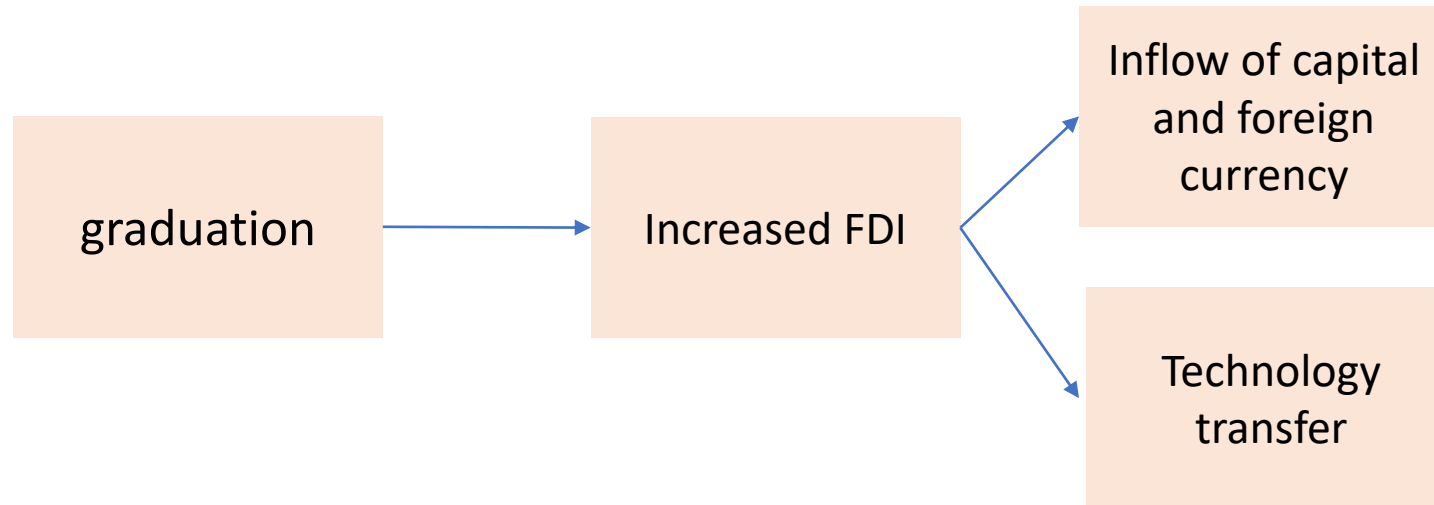 graduation
Increased FDI
Inflow of capital
and foreign
currency
Technology
transfer